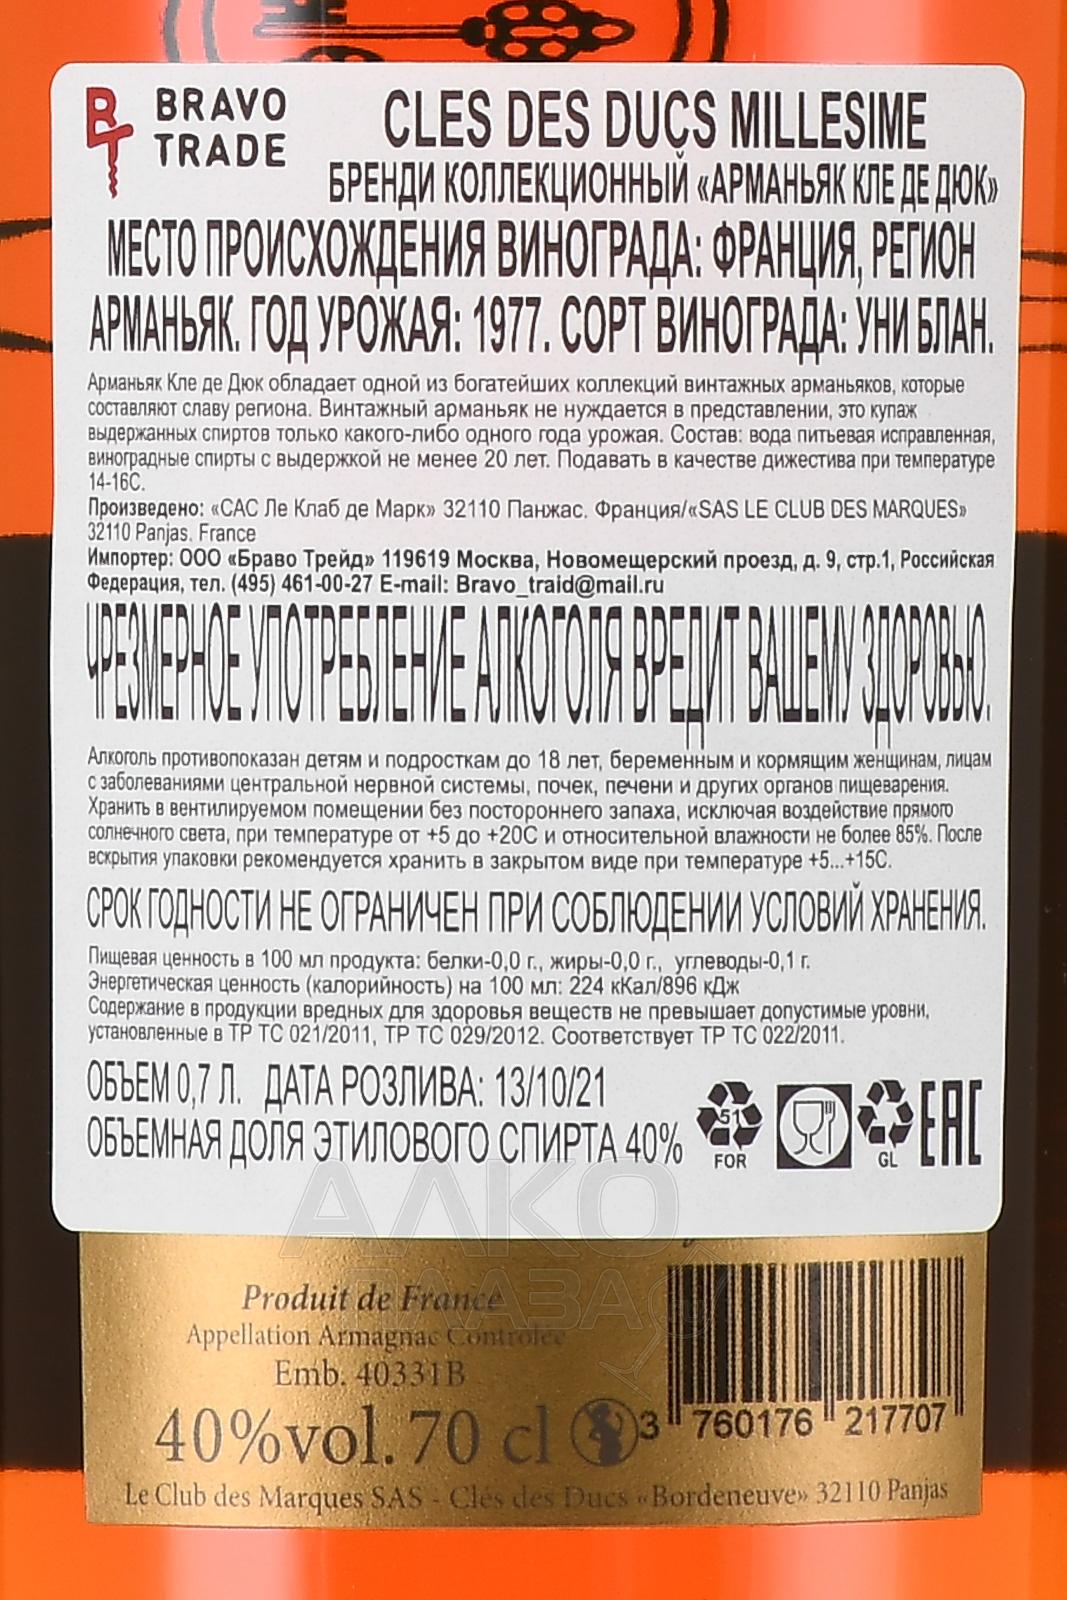 BRAVO
TRADE
CLES DES DUCS MILLESIME
БРЕНДИ КОЛЛЕКЦИОННЫЙ «АРМАНЬЯК КЛЕ ДЕ ДЮК»
МЕСТО ПРОИСХОЖДЕНИЯ ВИНОГРАДА: ФРАНЦИЯ, РЕГИОН
АРМАНЬЯК. ГОД УРОЖАЯ: 1977. СОРТ ВИНОГРАДА: УНИ БЛАН.
Арманьяк Кле де Дюк обладает одной из богатейших коллекций винтажных арманьяков, которые
составляют славу региона. Винтажный арманьяк не нуждается в представлении, это купаж
выдержанных спиртов только какого-либо одного года урожая. Состав: вода питьевая исправленная,
виноградные спирты с выдержкой не менее 20 лет. Подавать в качестве дижестива при температуре
14-16С.
Произведено: «САС Ле Клаб де Марк» 32110 Панжас. Франция/«SAS LE CLUB DES MARQUES»
32110 Panjas. France
Импортер: ООО «Браво Трейд» 119619 Москва, Новомещерский проезд, д. 9, стр.1, Российская
Федерация, тел. (495) 461-00-27 E-mail: Bravo_traid@mail.ru
ЧРЕЗМЕРНОЕ УПОТРЕБЛЕНИЕ АЛКОГОЛЯ ВРЕДИТ ВАШЕМУ ЗДОРОВЬЮ.
Алкоголь противопоказан детям и подросткам до 18 лет, беременным и кормящим женщинам, лицам
с заболеваниями центральной нервной системы, почек, печени и других органов пищеварения.
Хранить в вентилируемом помещении без постороннего запаха, исключая воздействие прямого
солнечного света, при температуре от +5 до +20С и относительной влажности не более 85%. После
вскрытия упаковки рекомендуется хранить в закрытом виде при температуре +5...+15С.
СРОК ГОДНОСТИ НЕ ОГРАНИЧЕН ПРИ СОБЛЮДЕНИИ УСЛОВИЙ ХРАНЕНИЯ.
Пищевая ценность в 100 мл продукта: белки-0,0 г., жиры-0,0 г., углеводы-0,1 г.
Энергетическая ценность (калорийность) на 100 мл: 224 кКал/896 кДж
Содержание в продукции вредных для здоровья веществ не превышает допустимые уровни,
установленные в ТР ТС 021/2011, ТР ТС 029/2012. Соответствует ТР ТС 022/2011.
ОБЪЕМ 0,7 Л. ДАТА РОЗЛИВА: 13/10/21
ОБЪЕМНАЯ ДОЛЯ ЭТИЛОВОГО СПИРТА 40%
51
FOR
GL
EAC
АЛКО
ПЛАЗА
Produit de France
Appellation Armagnac Controlée
Emb. 40331B
40%vol. 70 cl
3 760176 217707
Le Club des Marques SAS - Clés des Ducs «Bordeneuve» 32110 Panjas